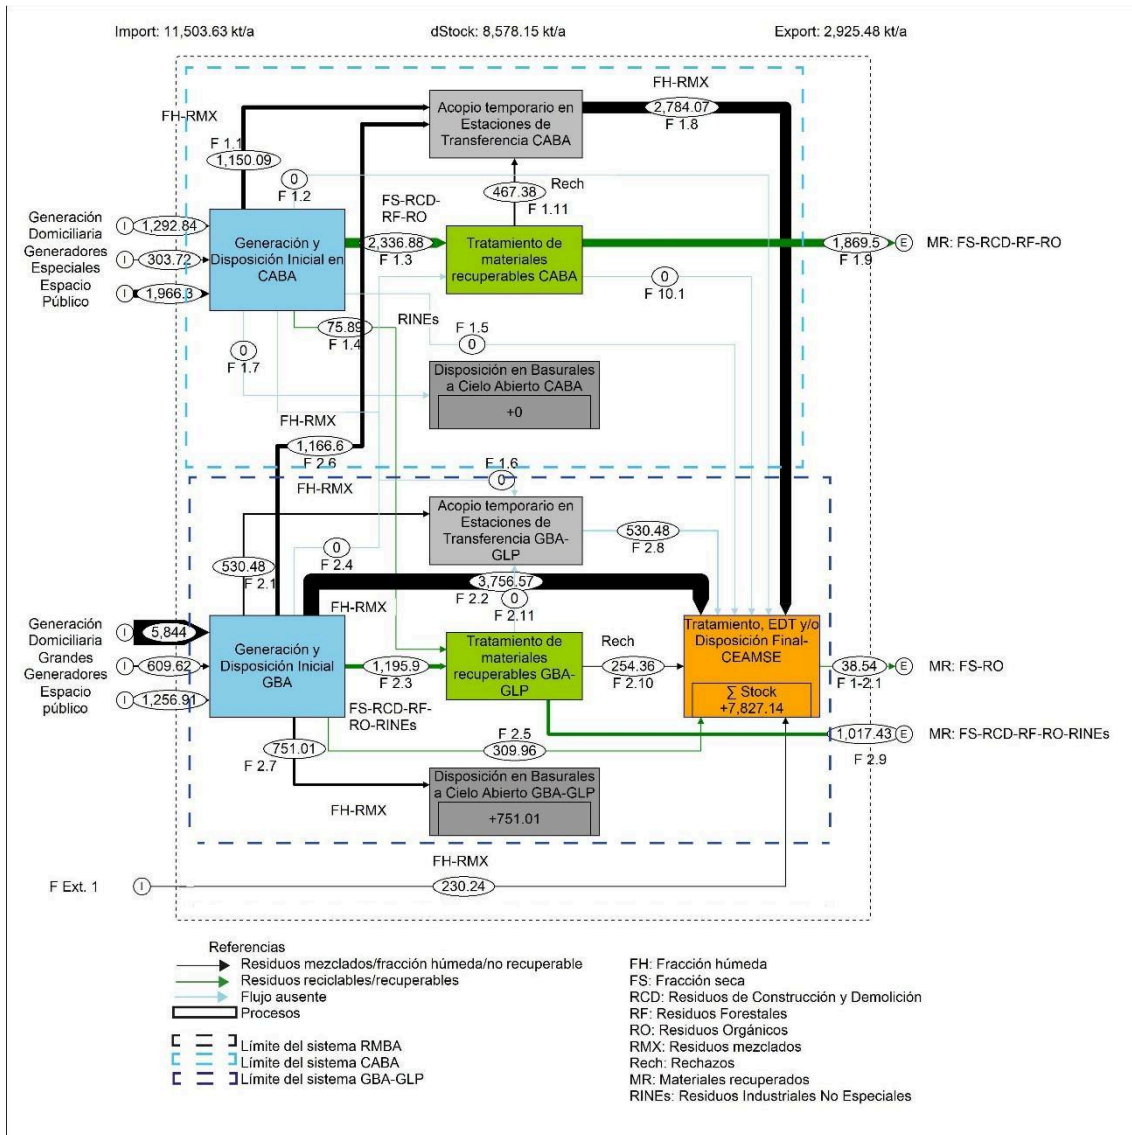 Import: 11,503.63 kt/a
dStock: 8,578.15 kt/a
Export: 2,925.48 kt/a
FH-RMX
FH-RMX
Acopio temporario en
Estaciones de
Transferencia CABA
2,784.07
F 1.8
F 1.1
1,150.09
0
F 1.2
467.38
Rech
F 1.11
FS-RCD-
RF-RO
Generación
Domiciliaria
I
1,292.84
Generadores
Especiales
I
303.72
Espacio
Público
I
1,966.3
Generación y
Disposición Inicial en
CABA
2,336.88
F 1.3
Tratamiento de
materiales
recuperables CABA
1,869.5
E
F 1.9
MR: FS-RCD-RF-RO
0
F 10.1
75.89
F 1.4
RINEs
F 1.5
0
0
F 1.7
Disposición en Basurales
a Cielo Abierto CABA
+0
FH-RMX
1,166.6
F 2.6
FH-RMX
F 1.6
0
Acopio temporario en
Estaciones de
Transferencia GBA-
GLP
530.48
F 2.8
530.48
F 2.1
0
F 2.4
3,756.57
F 2.2
0
F 2.11
FH-RMX
Generación
Domiciliaria
I
5,844
Grandes
Generadores
I
609.62
Espacio
público
I
1,256.91
Generación y
Disposición Inicial
GBA
1,195.9
F 2.3
Tratamiento de
materiales
recuperables GBA-
GLP
Rech
254.36
F 2.10
Tratamiento, EDT y/o
Disposición Final-
CEAMSE
∑ Stock
+7,827.14
38.54
E
F 1-2.1
MR: FS-RO
FS-RCD-RF-
RO-RINEs
F 2.5
309.96
1,017.43
E
F 2.9
MR: FS-RCD-RF-RO-RINEs
751.01
F 2.7
Disposición en Basurales
a Cielo Abierto GBA-GLP
+751.01
FH-RMX
FH-RMX
F Ext. 1
I
230.24
Referencias
Residuos mezclados/fracción húmeda/no recuperable
Residuos reciclables/recuperables
Flujo ausente
Procesos
Límite del sistema RMBA
Límite del sistema CABA
Límite del sistema GBA-GLP
FH: Fracción húmeda
FS: Fracción seca
RCD: Residuos de Construcción y Demolición
RF: Residuos Forestales
RO: Residuos Orgánicos
RMX: Residuos mezclados
Rech: Rechazos
MR: Materiales recuperados
RINEs: Residuos Industriales No Especiales